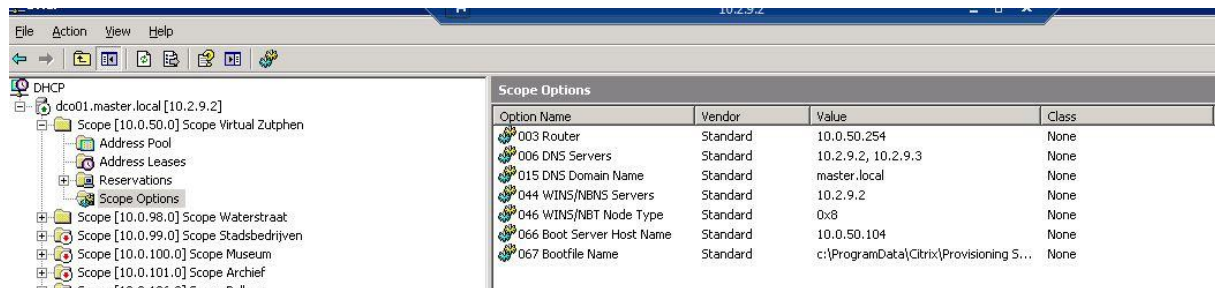 10.2.9.2
File Action View Help
DHCP
dco01.master.local [10.2.9.2]
Scope [10.0.50.0] Scope Virtual Zutphen
Address Pool
Address Leases
Reservations
Scope Options
Scope [10.0.98.0] Scope Waterstraat
Scope [10.0.99.0] Scope Stadsbedrijven
Scope [10.0.100.0] Scope Museum
Scope [10.0.101.0] Scope Archief
Scope Options
Option Name Vendor Value Class
003 Router Standard 10.0.50.254 None
006 DNS Servers Standard 10.2.9.2, 10.2.9.3 None
015 DNS Domain Name Standard master.local None
044 WINS/NBNS Servers Standard 10.2.9.2 None
046 WINS/NBT Node Type Standard 0x8 None
066 Boot Server Host Name Standard 10.0.50.104 None
067 Bootfile Name Standard c:\ProgramData\Citrix\Provisioning S... None